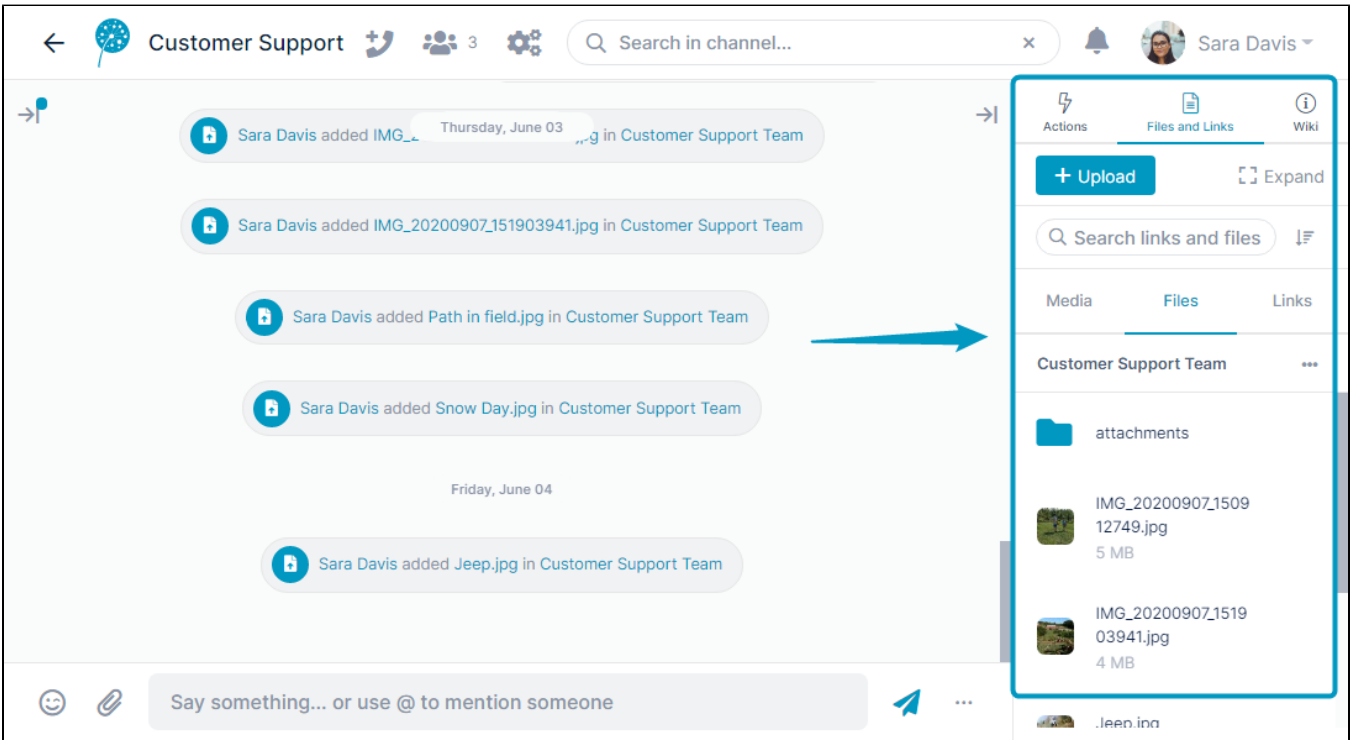 Customer Support
3
Search in channel...
Sara Davis
Thursday, June 03
Sara Davis added IMG_ .jpg in Customer Support Team
Sara Davis added IMG_20200907_151903941.jpg in Customer Support Team
Sara Davis added Path in field.jpg in Customer Support Team
Sara Davis added Snow Day.jpg in Customer Support Team
Friday, June 04
Sara Davis added Jeep.jpg in Customer Support Team
Say something... or use @ to mention someone
...
Actions
Files and Links
Wiki
+ Upload
Expand
Search links and files
Media
Files
Links
Customer Support Team
attachments
IMG_20200907_1509
12749.jpg
5 MB
IMG_20200907_1519
03941.jpg
4 MB
Jeep.jpg